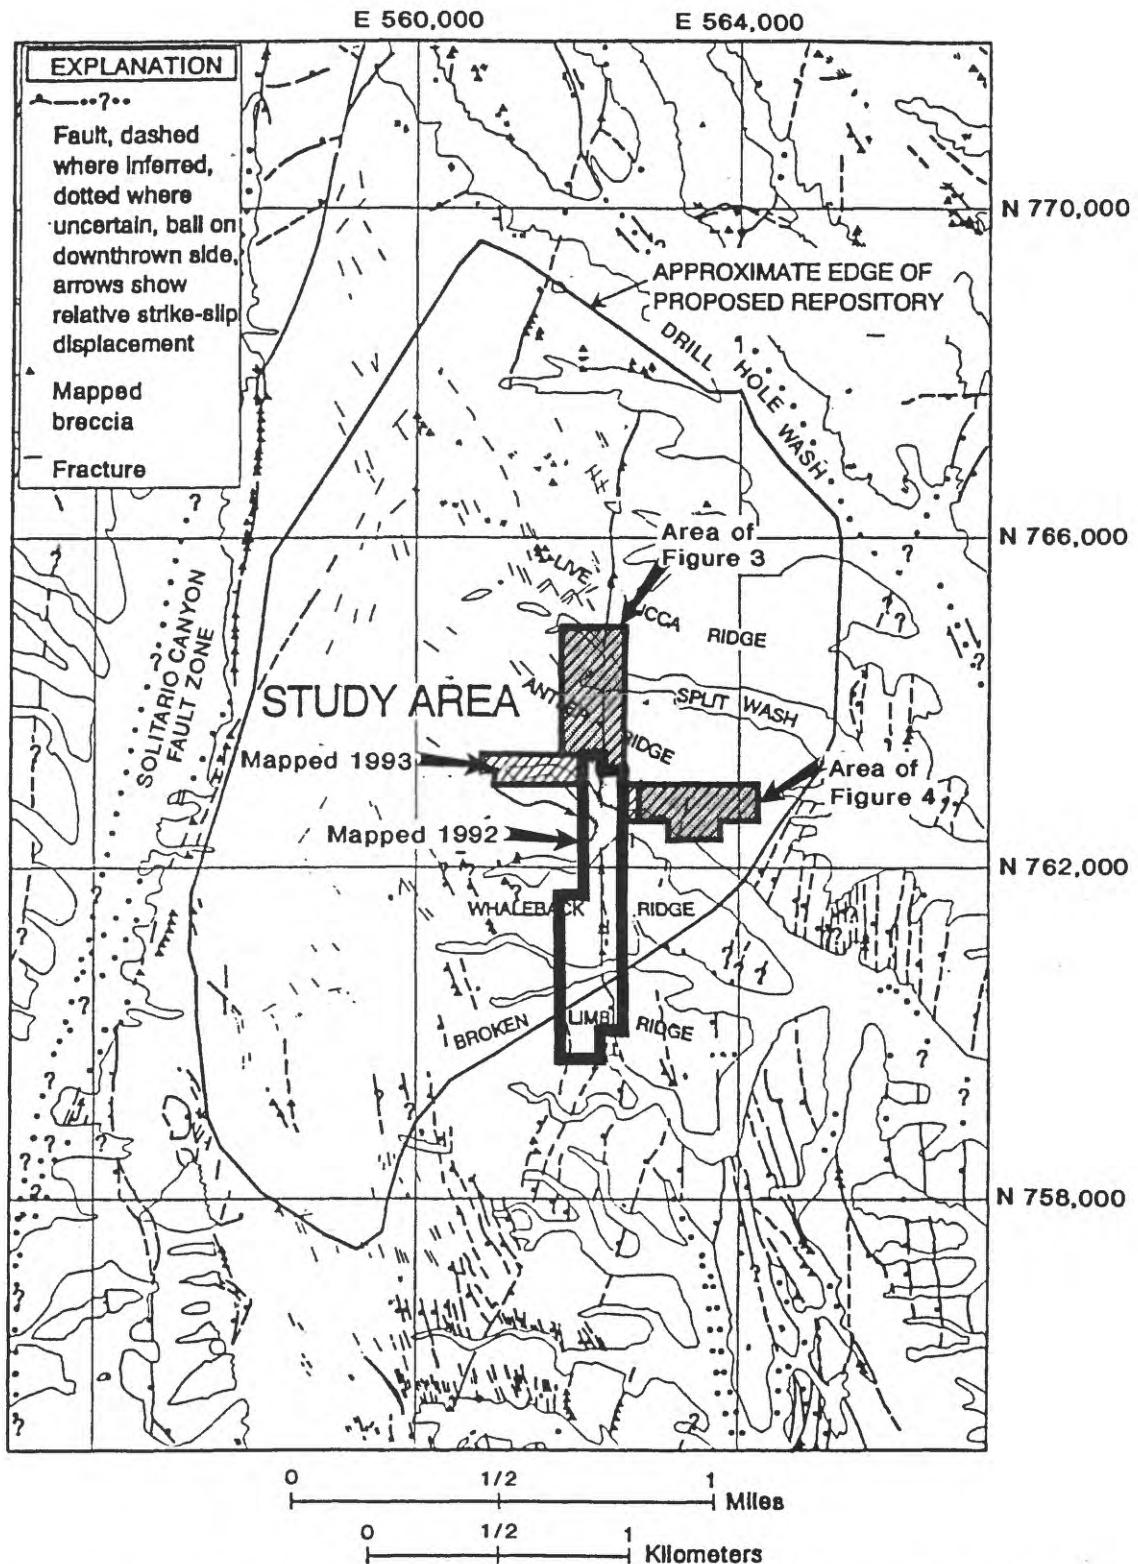 E 560,000
E 564,000
EXPLANATION
?
Fault, dashed
where inferred,
dotted where
uncertain, ball on
downthrown side,
arrows show
relative strike-slip
displacement
Mapped
breccia
Fracture
N 770,000
APPROXIMATE EDGE OF
PROPOSED REPOSITORY
DRILL HOLE WASH
N 766,000
Area of
Figure 3
LIVE
UCCA RIDGE
SOLITARIO CANYON
FAULT ZONE
STUDY AREA
SPLIT WASH
RIDGE
Mapped 1993
Area of
Figure 4
Mapped 1992
N 762,000
WHALEBACK RIDGE
BROKEN LIMB RIDGE
N 758,000
0 1/2 1
Miles
0 1/2 1
Kilometers